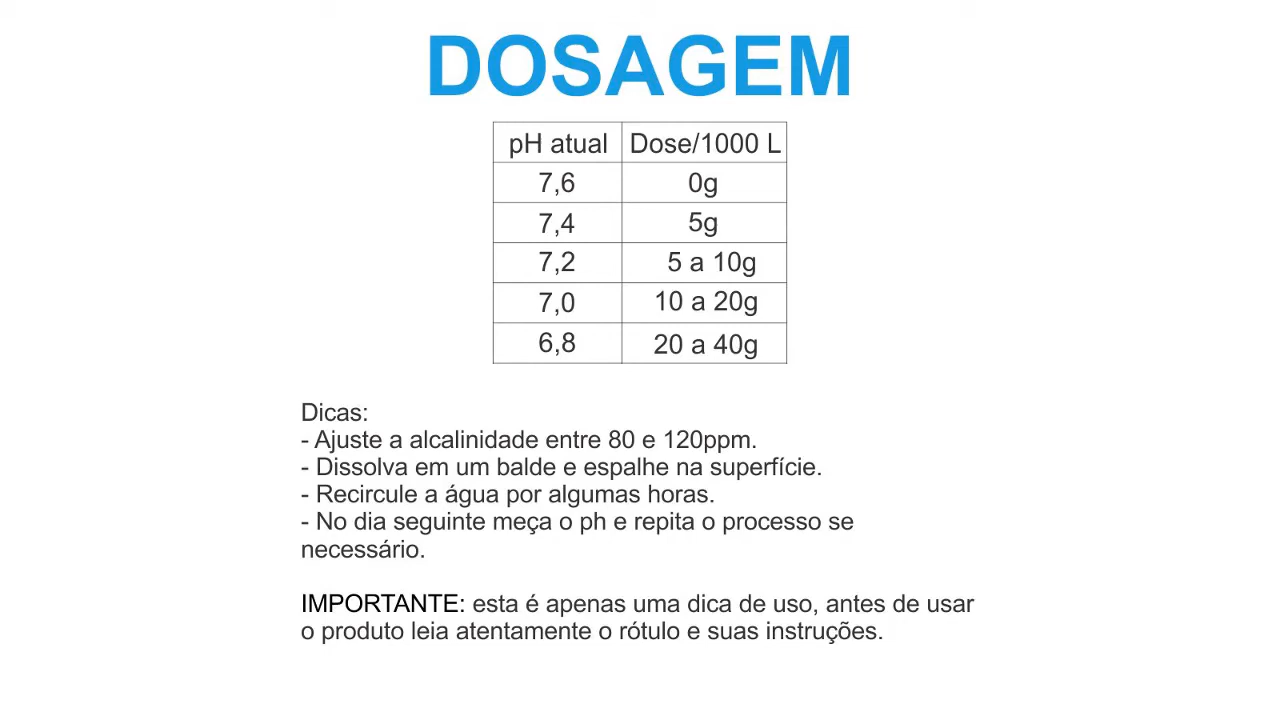 DOSAGEM
pH atual Dose/1000 L
7,6 0g
7,4 5g
7,2 5 a 10g
7,0 10 a 20g
6,8 20 a 40g
Dicas:
- Ajuste a alcalinidade entre 80 e 120ppm.
- Dissolva em um balde e espalhe na superfície.
- Recircule a água por algumas horas.
- No dia seguinte meça o ph e repita o processo se
necessário.
IMPORTANTE: esta é apenas uma dica de uso, antes de usar
o produto leia atentamente o rótulo e suas instruções.